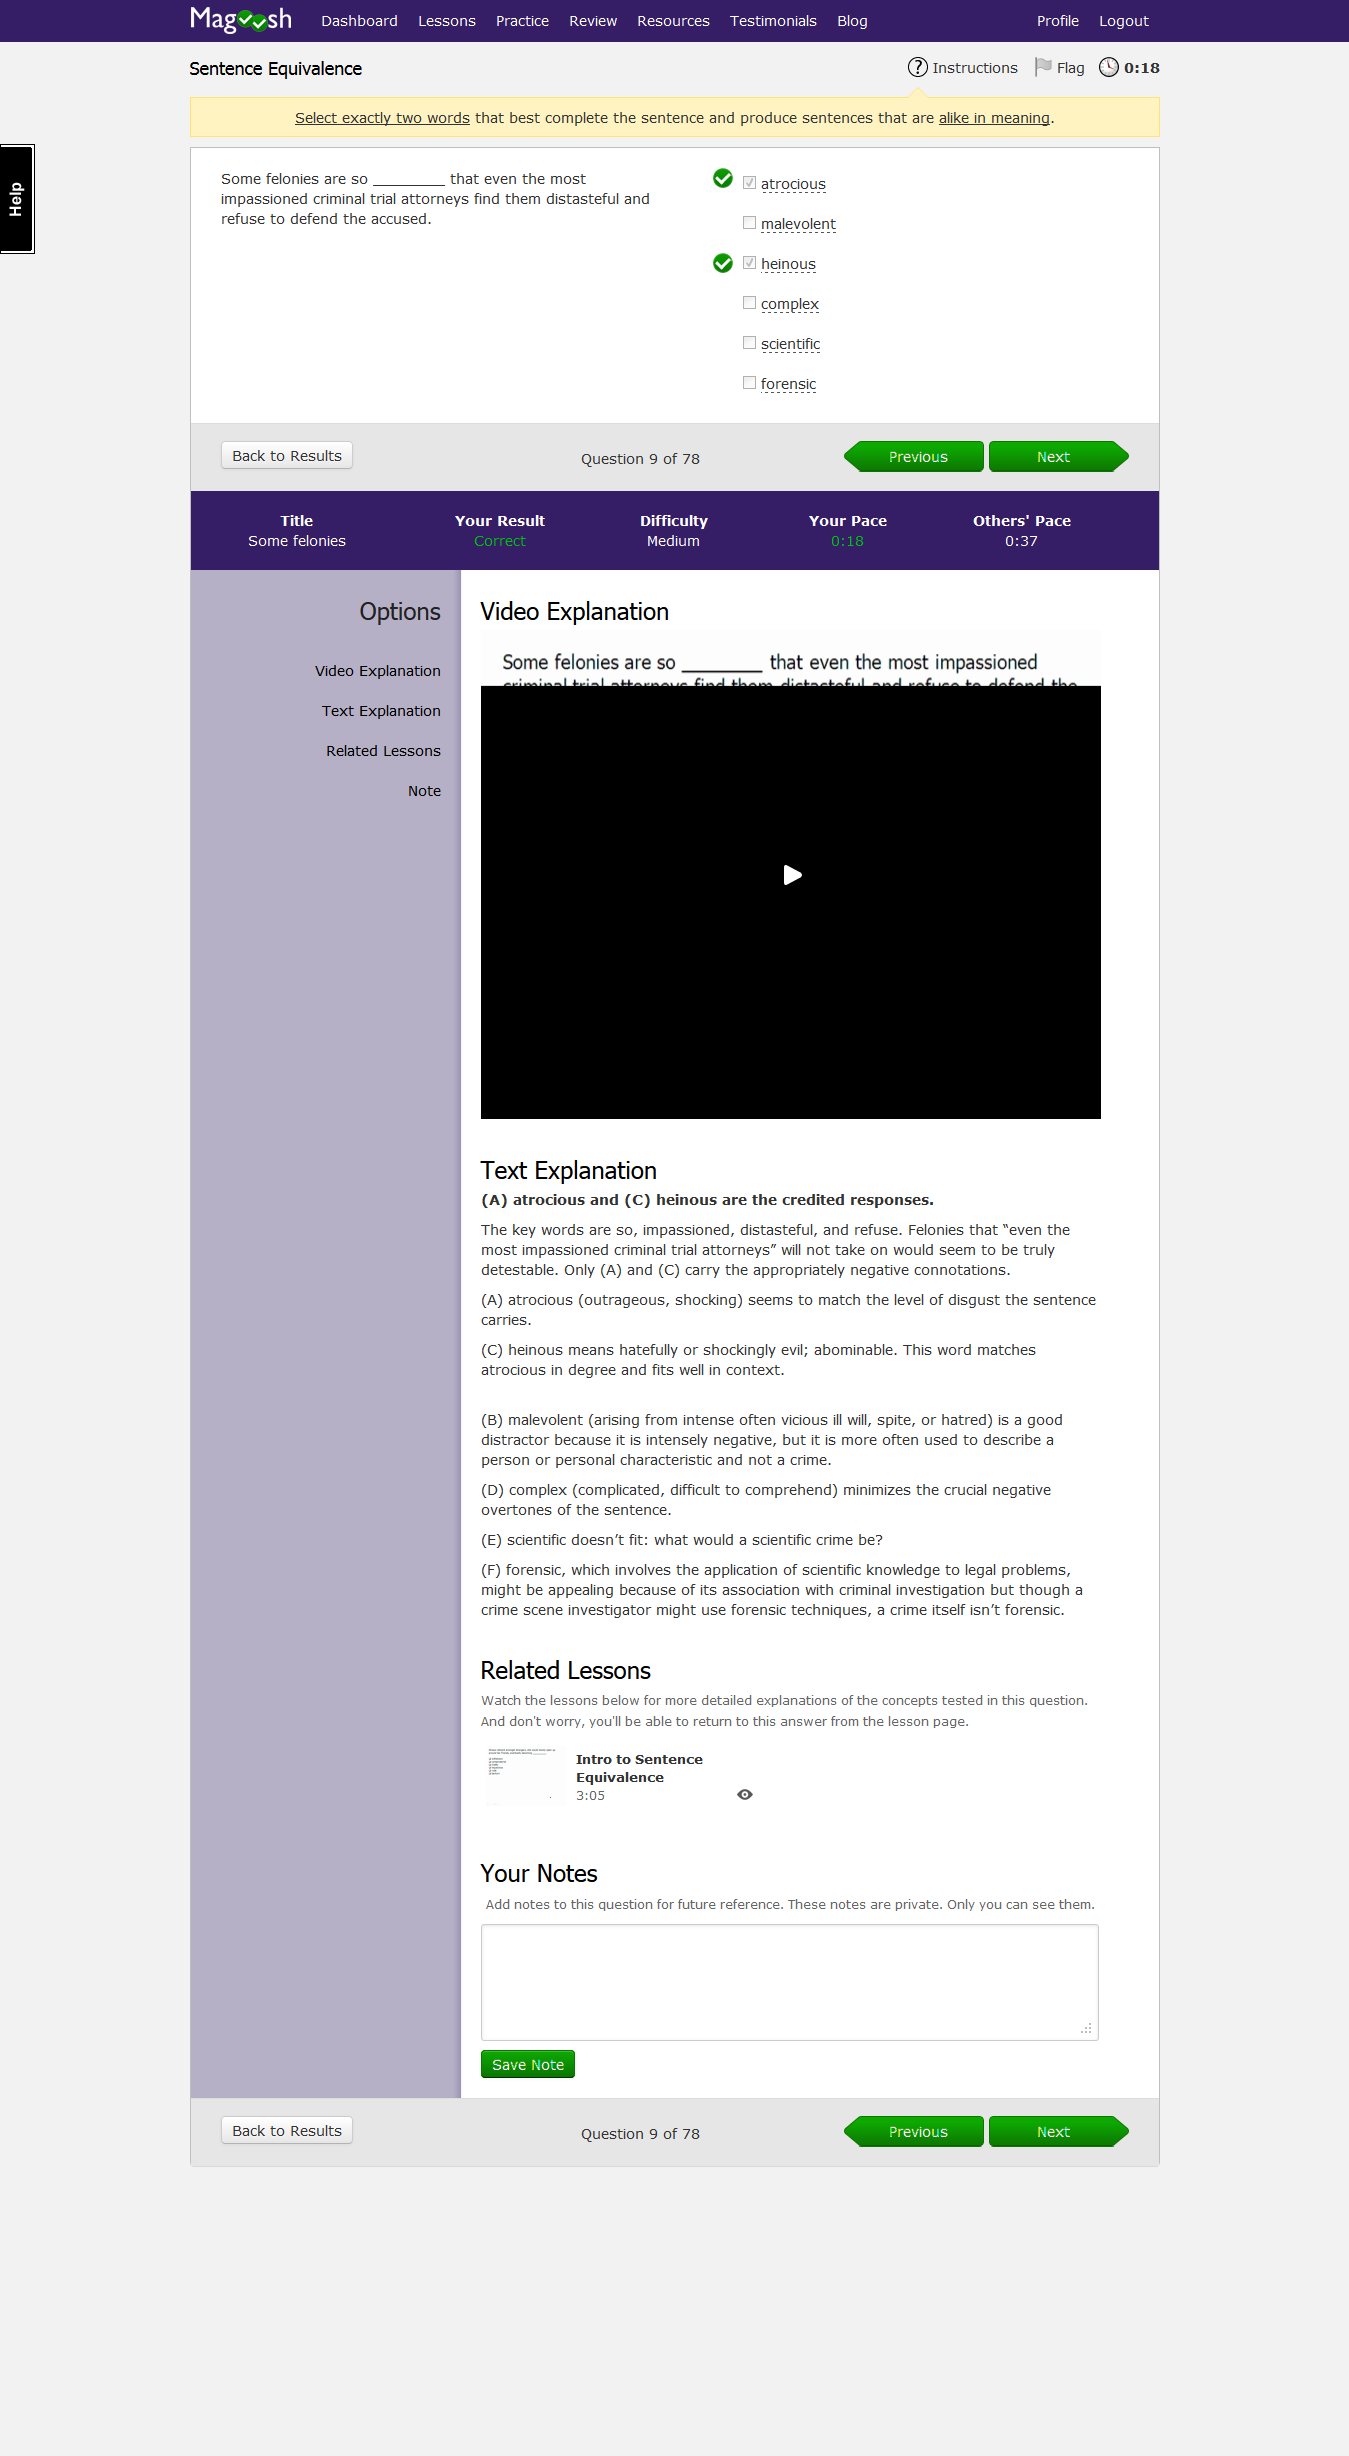 Magoosh Dashboard Lessons Practice Review Resources Testimonials Blog Profile Logout
Sentence Equivalence Instructions Flag 0:18
Select exactly two words that best complete the sentence and produce sentences that are alike in meaning.
Help
Some felonies are so _________ that even the most
impassioned criminal trial attorneys find them distasteful and
refuse to defend the accused.
atrocious
malevolent
heinous
complex
scientific
forensic
Back to Results Question 9 of 78 Previous Next
Title Your Result Difficulty Your Pace Others' Pace
Some felonies Correct Medium 0:18 0:37
Options
Video Explanation
Text Explanation
Related Lessons
Note
Video Explanation
Some felonies are so ________ that even the most impassioned
criminal trial attorneys find them distasteful and refuse to defend the
Text Explanation
(A) atrocious and (C) heinous are the credited responses.
The key words are so, impassioned, distasteful, and refuse. Felonies that “even the
most impassioned criminal trial attorneys” will not take on would seem to be truly
detestable. Only (A) and (C) carry the appropriately negative connotations.
(A) atrocious (outrageous, shocking) seems to match the level of disgust the sentence
carries.
(C) heinous means hatefully or shockingly evil; abominable. This word matches
atrocious in degree and fits well in context.
(B) malevolent (arising from intense often vicious ill will, spite, or hatred) is a good
distractor because it is intensely negative, but it is more often used to describe a
person or personal characteristic and not a crime.
(D) complex (complicated, difficult to comprehend) minimizes the crucial negative
overtones of the sentence.
(E) scientific doesn’t fit: what would a scientific crime be?
(F) forensic, which involves the application of scientific knowledge to legal problems,
might be appealing because of its association with criminal investigation but though a
crime scene investigator might use forensic techniques, a crime itself isn’t forensic.
Related Lessons
Watch the lessons below for more detailed explanations of the concepts tested in this question.
And don't worry, you'll be able to return to this answer from the lesson page.
Intro to Sentence
Equivalence
3:05
Your Notes
Add notes to this question for future reference. These notes are private. Only you can see them.
Save Note
Back to Results Question 9 of 78 Previous Next